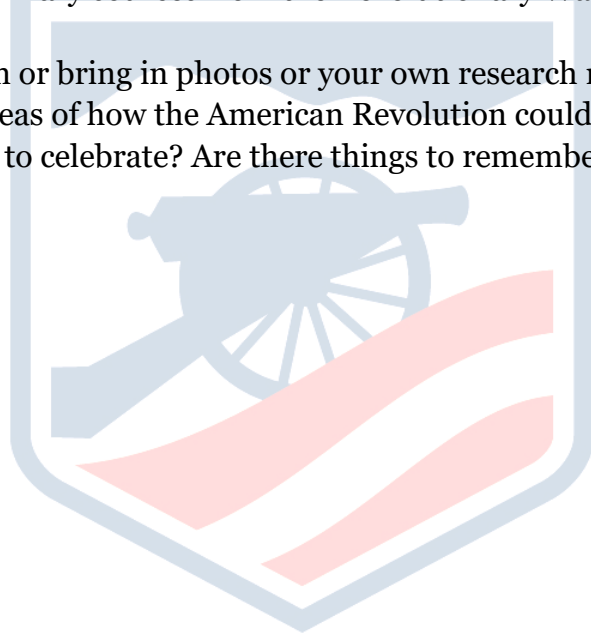 n or bring in photos or your own research
eas of how the American Revolution could
to celebrate? Are there things to remembe